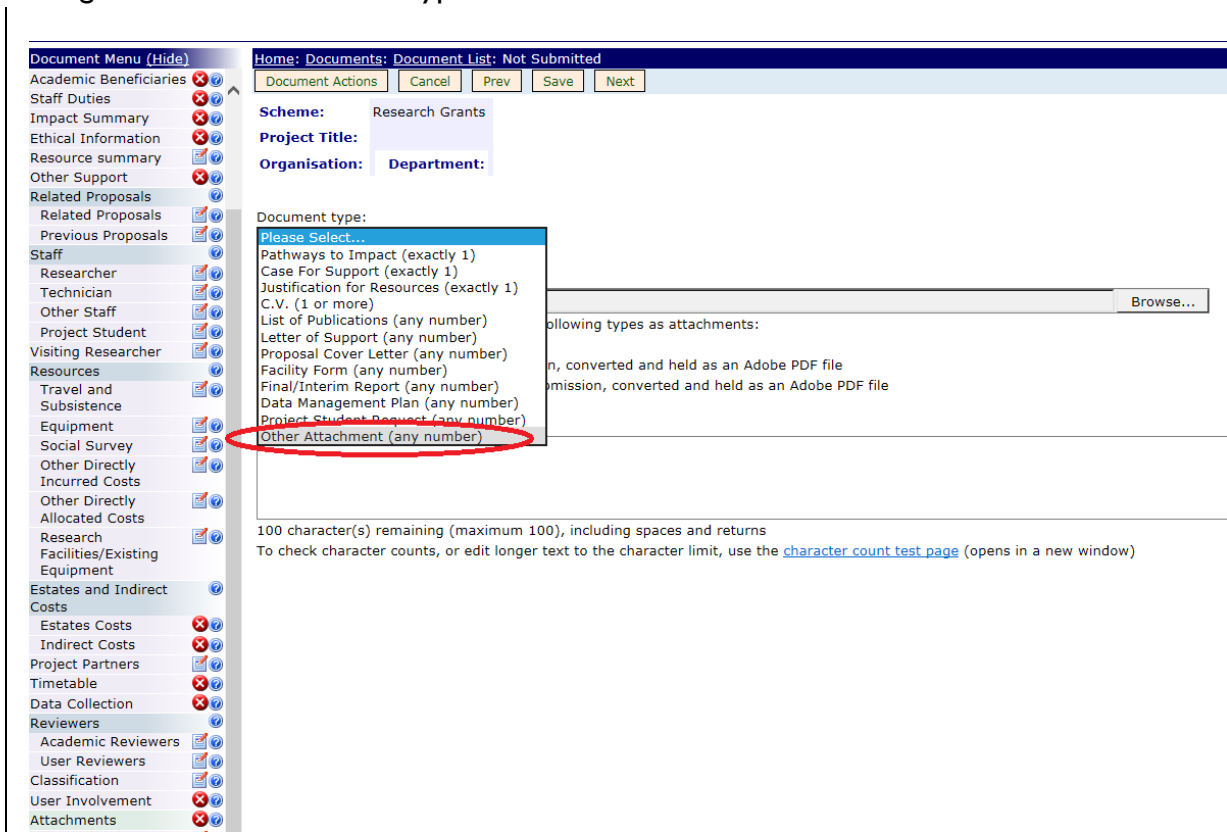 Document Menu (Hide)
Academic Beneficiaries
Staff Duties
Impact Summary
Ethical Information
Resource summary
Other Support
Related Proposals
Related Proposals
Previous Proposals
Staff
Researcher
Technician
Other Staff
Project Student
Visiting Researcher
Resources
Travel and
Subsistence
Equipment
Social Survey
Other Directly
Incurred Costs
Other Directly
Allocated Costs
Research
Facilities/Existing
Equipment
Estates and Indirect
Costs
Estates Costs
Indirect Costs
Project Partners
Timetable
Data Collection
Reviewers
Academic Reviewers
User Reviewers
Classification
User Involvement
Attachments
Home: Documents: Document List: Not Submitted
Document Actions Cancel Prev Save Next
Scheme: Research Grants
Project Title:
Organisation: Department:
Document type:
Please Select...
Pathways to Impact (exactly 1)
Case For Support (exactly 1)
Justification for Resources (exactly 1)
C.V. (1 or more)
List of Publications (any number)
Letter of Support (any number)
Proposal Cover Letter (any number)
Facility Form (any number)
Final/Interim Report (any number)
Data Management Plan (any number)
Project Student Request (any number)
Other Attachment (any number)
Browse...
ollowing types as attachments:
n, converted and held as an Adobe PDF file
mission, converted and held as an Adobe PDF file
100 character(s) remaining (maximum 100), including spaces and returns
To check character counts, or edit longer text to the character limit, use the character count test page (opens in a new window)